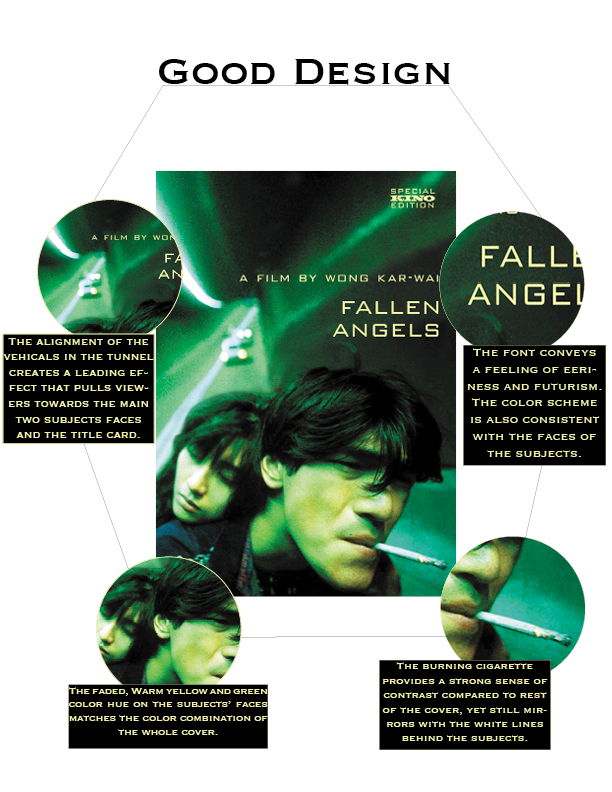 Good Design
SPECIAL
KINO
EDITION
A FILM BY WONG KAR-WAI
FALLEN
ANGELS
A FILM BY WON
FA
AN
FALLE
ANGEL
The alignment of the
vehicals in the tunnel
creates a leading ef-
fect that pulls view-
ers towards the main
two subjects faces
and the title card.
The font conveys
a feeling of eeri-
ness and futurism.
The color scheme
is also consistent
with the faces of
the subjects.
The faded, Warm yellow and green
color hue on the subjects' faces
matches the color combination of
the whole cover.
The burning cigarette
provides a strong sense of
contrast compared to rest
of the cover, yet still mir-
rors with the white lines
behind the subjects.